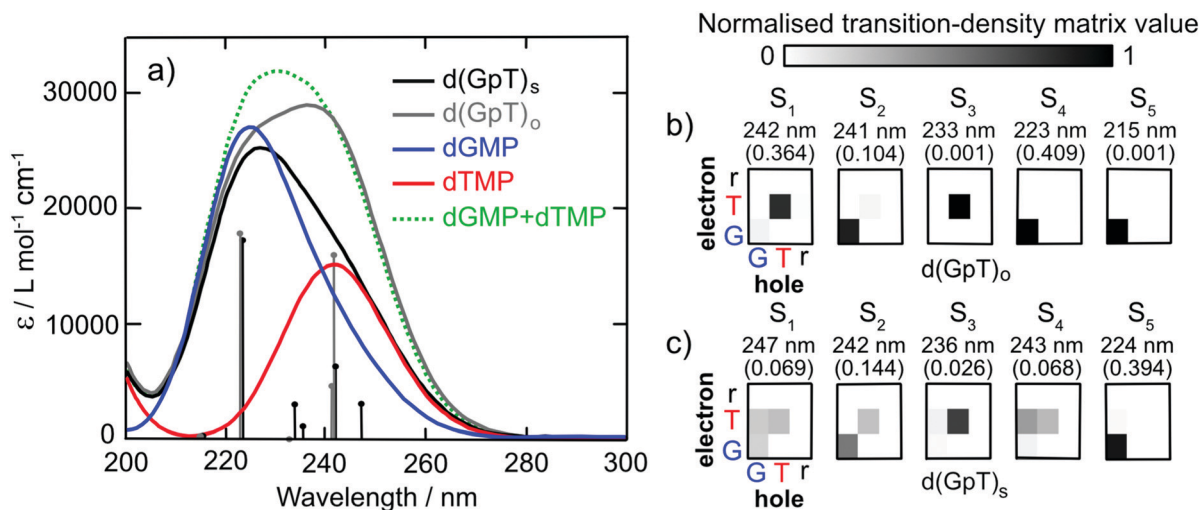 a)
ε / L mol⁻¹ cm⁻¹
30000
20000
10000
0
200 220 240 260 280 300
Wavelength / nm
d(GpT)s
d(GpT)o
dGMP
dTMP
dGMP+dTMP
Normalised transition-density matrix value
0 1
b)
S1 S2 S3 S4 S5
242 nm 241 nm 233 nm 223 nm 215 nm
(0.364) (0.104) (0.001) (0.409) (0.001)
electron
r
T
G
G T r
hole
d(GpT)o
c)
S1 S2 S3 S4 S5
247 nm 242 nm 236 nm 243 nm 224 nm
(0.069) (0.144) (0.026) (0.068) (0.394)
electron
r
T
G
G T r
hole
d(GpT)s